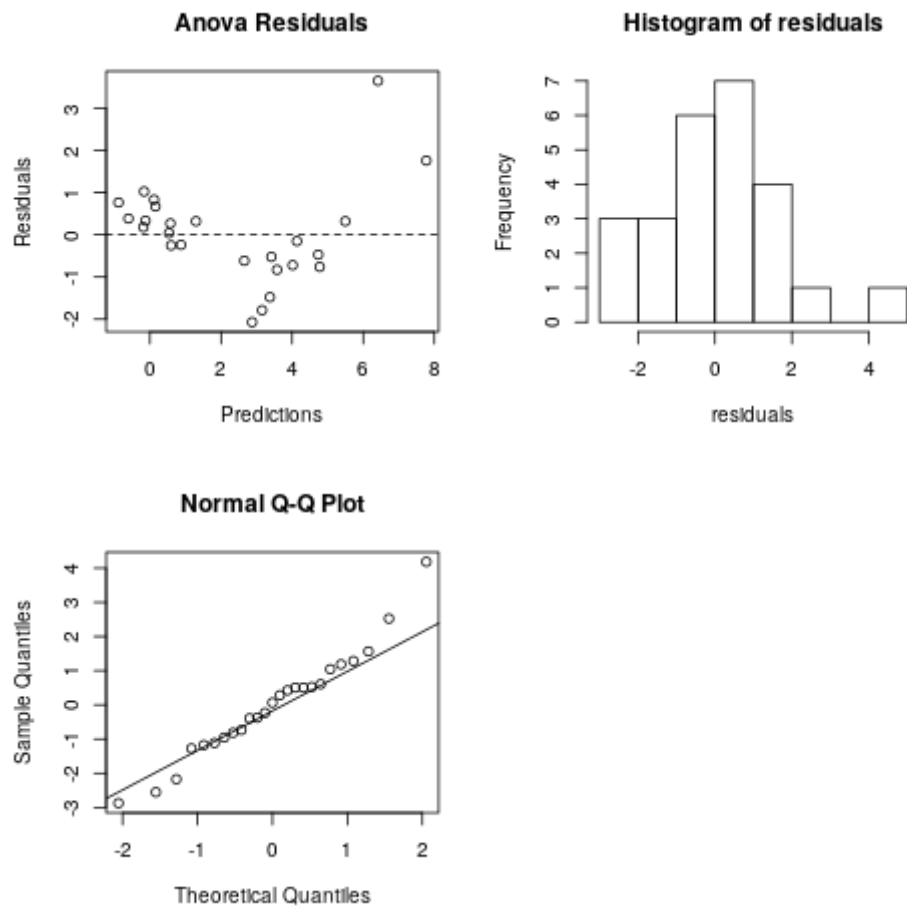 Anova Residuals
Residuals
3
2
1
0
-1
-2
0 2 4 6 8
Predictions
Histogram of residuals
Frequency
7
6
5
4
3
2
1
0
-2 0 2 4
residuals
Normal Q-Q Plot
Sample Quantiles
4
3
2
1
0
-1
-2
-3
-2 -1 0 1 2
Theoretical Quantiles